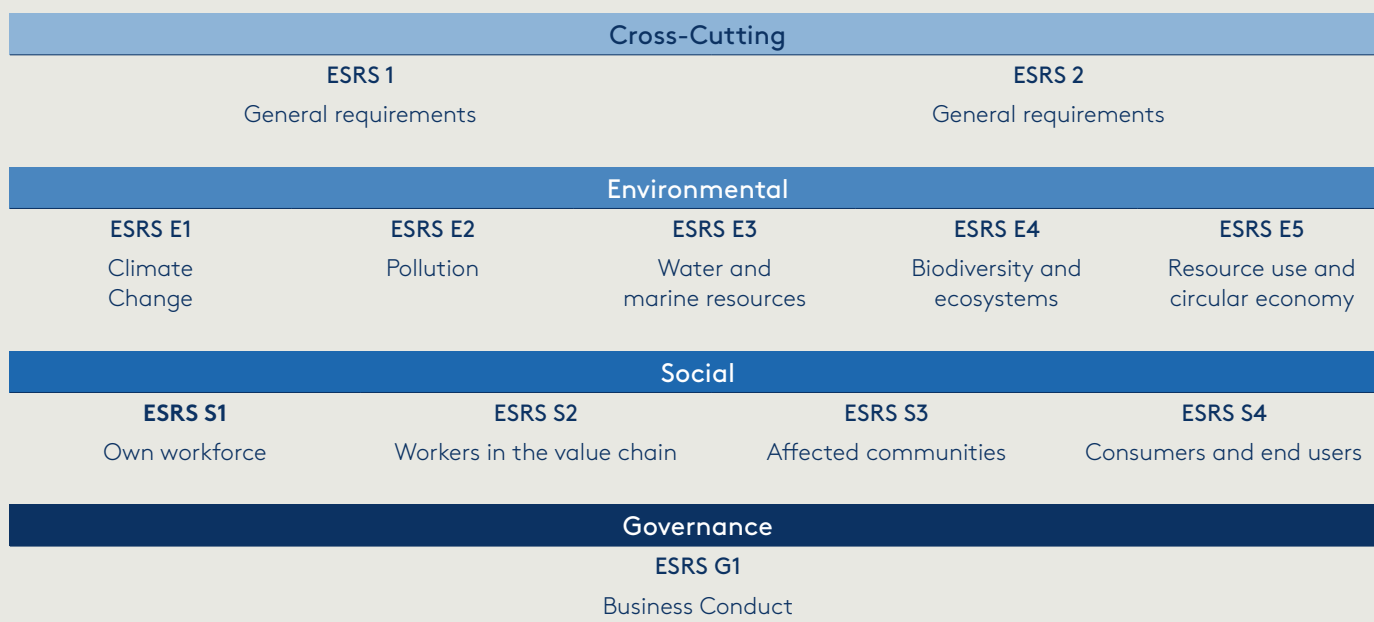 Cross-Cutting
ESRS 1
ESRS 2
General requirements
General requirements
Environmental
ESRS E1
ESRS E2
ESRS E3
ESRS E4
ESRS E5
Climate
Change
Pollution
Water and
marine resources
Biodiversity and
ecosystems
Resource use and
circular economy
Social
ESRS S1
ESRS S2
ESRS S3
ESRS S4
Own workforce
Workers in the value chain
Affected communities
Consumers and end users
Governance
ESRS G1
Business Conduct